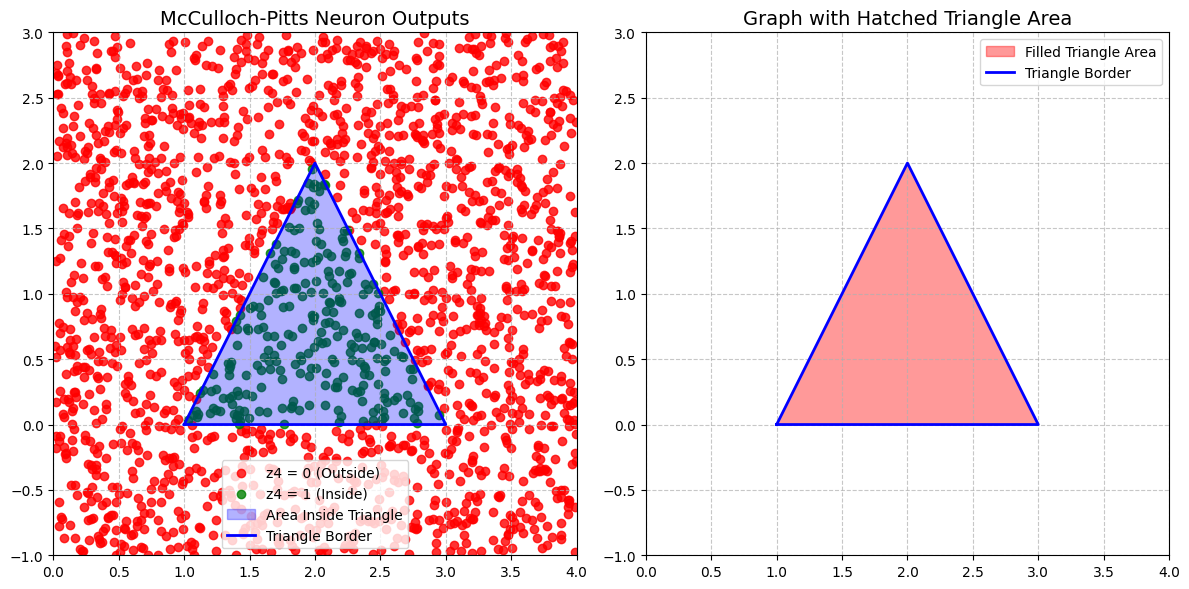 McCulloch-Pitts Neuron Outputs
3.0
2.5
2.0
1.5
1.0
0.5
0.0
−0.5
−1.0
0.0 0.5 1.0 1.5 2.0 2.5 3.0 3.5 4.0
z4 = 0 (Outside)
z4 = 1 (Inside)
Area Inside Triangle
Triangle Border
Graph with Hatched Triangle Area
3.0
2.5
2.0
1.5
1.0
0.5
0.0
−0.5
−1.0
0.0 0.5 1.0 1.5 2.0 2.5 3.0 3.5 4.0
Filled Triangle Area
Triangle Border